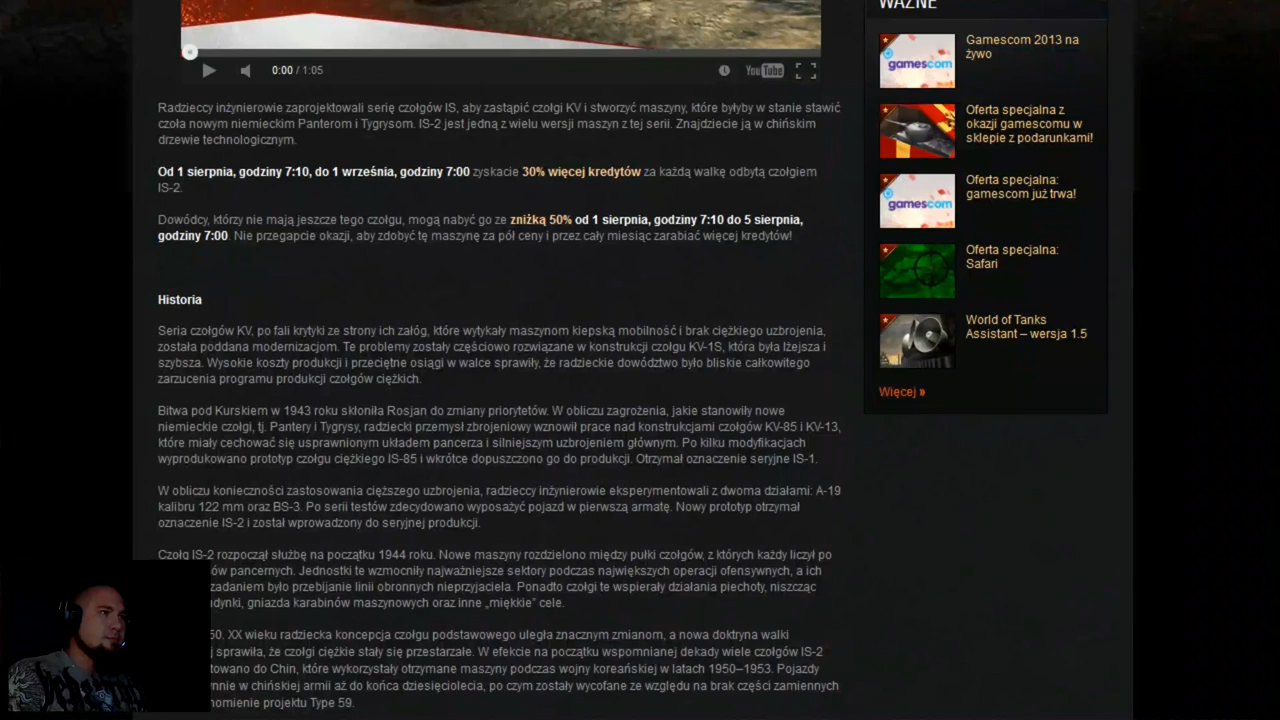 WAŻNE
0:00 / 1:05
YouTube
Radzieccy inżynierowie zaprojektowali serię czołgów IS, aby zastąpić czołgi KV i stworzyć maszyny, które byłyby w stanie stawić
czoła nowym niemieckim Panterom i Tygrysom. IS-2 jest jedną z wielu wersji maszyn z tej serii. Znajdziecie ją w chińskim
drzewie technologicznym.
Od 1 sierpnia, godziny 7:10, do 1 września, godziny 7:00 zyskacie 30% więcej kredytów za każdą walkę odbytą czołgiem
IS-2.
Dowódcy, którzy nie mają jeszcze tego czołgu, mogą nabyć go ze zniżką 50% od 1 sierpnia, godziny 7:10 do 5 sierpnia,
godziny 7:00. Nie przegapcie okazji, aby zdobyć tę maszynę za pół ceny i przez cały miesiąc zarabiać więcej kredytów!
Historia
Seria czołgów KV, po fali krytyki ze strony ich załóg, które wytykały maszynom kiepską mobilność i brak ciężkiego uzbrojenia,
została poddana modernizacjom. Te problemy zostały częściowo rozwiązane w konstrukcji czołgu KV-1S, która była lżejsza i
szybsza. Wysokie koszty produkcji i przeciętne osiągi w walce sprawiły, że radzieckie dowództwo było bliskie całkowitego
zarzucenia programu produkcji czołgów ciężkich.
Bitwa pod Kurskiem w 1943 roku skłoniła Rosjan do zmiany priorytetów. W obliczu zagrożenia, jakie stanowiły nowe
niemieckie czołgi, tj. Pantery i Tygrysy, radziecki przemysł zbrojeniowy wznowił prace nad konstrukcjami czołgów KV-85 i KV-13,
które miały cechować się usprawnionym układem pancerza i silniejszym uzbrojeniem głównym. Po kilku modyfikacjach
wyprodukowano prototyp czołgu ciężkiego IS-85 i wkrótce dopuszczono go do produkcji. Otrzymał oznaczenie seryjne IS-1.
W obliczu konieczności zastosowania cięższego uzbrojenia, radzieccy inżynierowie eksperymentowali z dwoma działami: A-19
kalibru 122 mm oraz BS-3. Po serii testów zdecydowano wyposażyć pojazd w pierwszą armatę. Nowy prototyp otrzymał
oznaczenie IS-2 i został wprowadzony do seryjnej produkcji.
Czołg IS-2 rozpoczął służbę na początku 1944 roku. Nowe maszyny rozdzielono między pułki czołgów, z których każdy liczył po
ów pancernych. Jednostki te wzmocniły najważniejsze sektory podczas największych operacji ofensywnych, a ich
zadaniem było przebijanie linii obronnych nieprzyjaciela. Ponadto czołgi te wspierały działania piechoty, niszcząc
dynki, gniazda karabinów maszynowych oraz inne „miękkie” cele.
50. XX wieku radziecka koncepcja czołgu podstawowego uległa znacznym zmianom, a nowa doktryna walki
j sprawiła, że czołgi ciężkie stały się przestarzałe. W efekcie na początku wspomnianej dekady wiele czołgów IS-2
towano do Chin, które wykorzystały otrzymane maszyny podczas wojny koreańskiej w latach 1950–1953. Pojazdy
nnie w chińskiej armii aż do końca dziesięciolecia, po czym zostały wycofane ze względu na brak części zamiennych
nomienie projektu Type 59.
gamescom
Gamescom 2013 na
żywo
Oferta specjalna z
okazji gamescomu w
sklepie z podarunkami!
gamescom
Oferta specjalna:
gamescom już trwa!
Oferta specjalna:
Safari
World of Tanks
Assistant – wersja 1.5
Więcej »